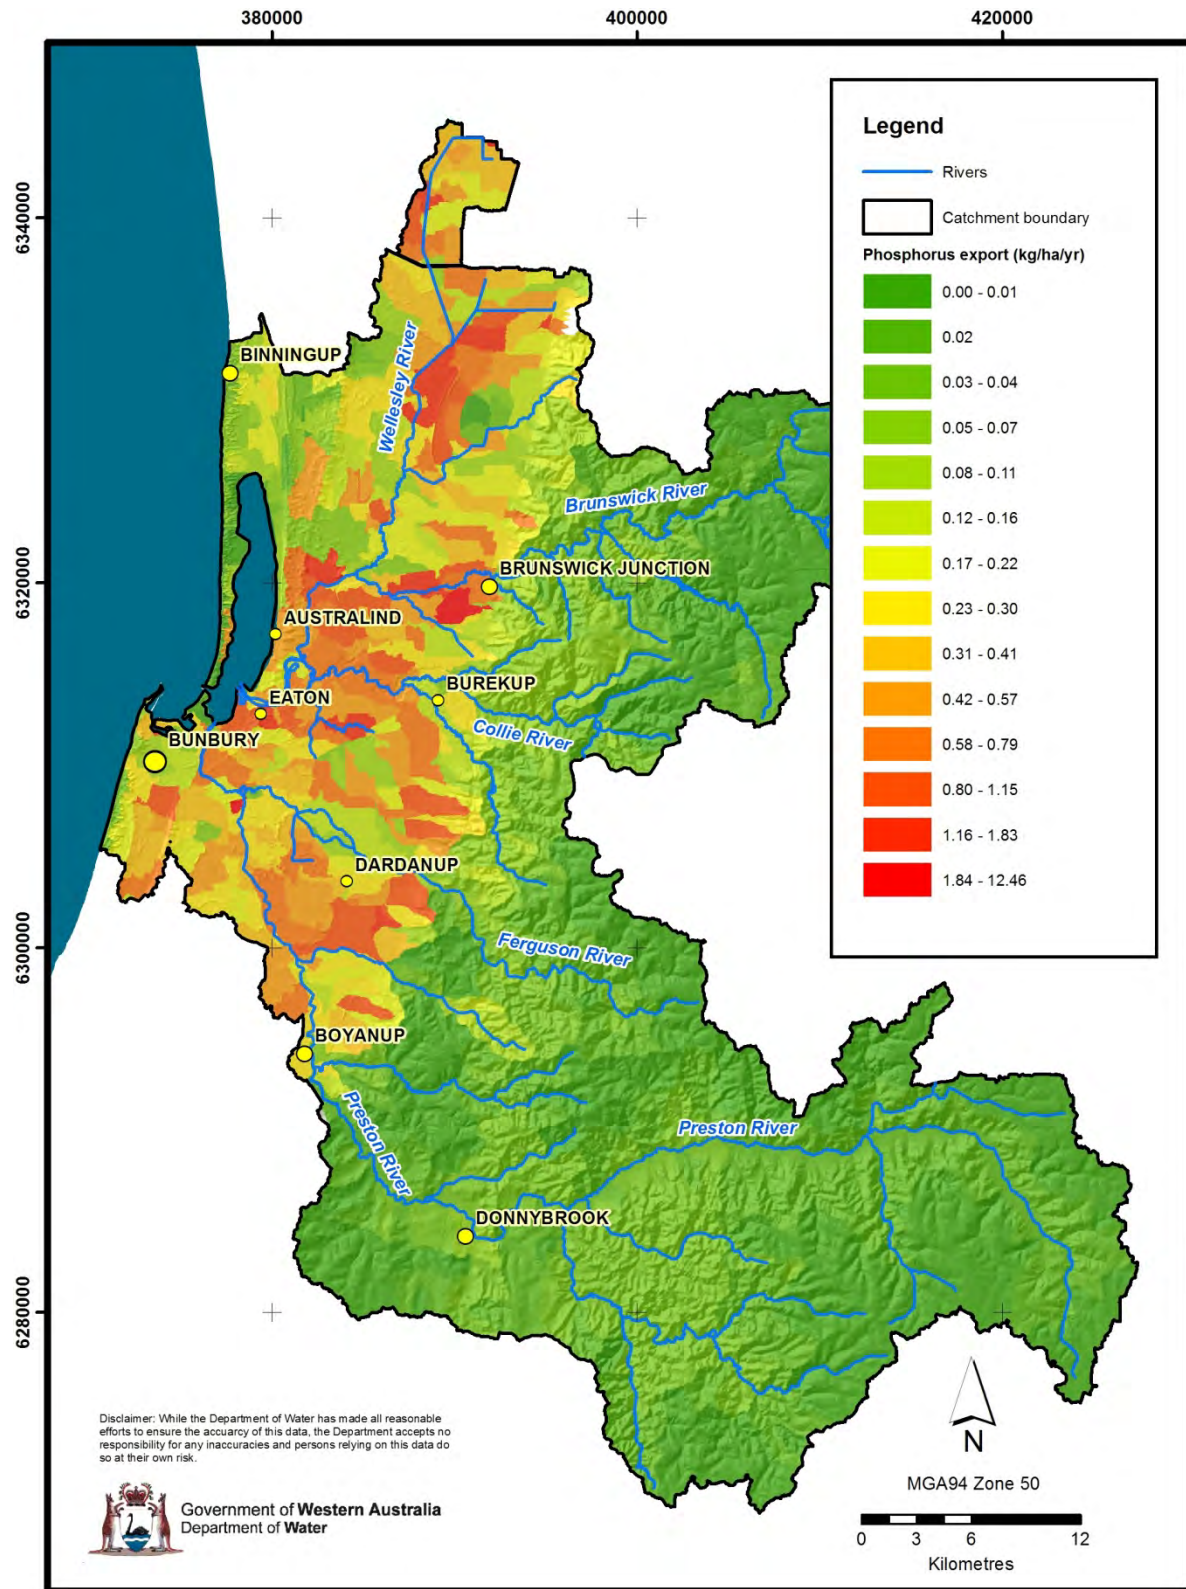 380000
400000
420000
6340000
6320000
6300000
6280000
Legend
Rivers
Catchment boundary
Phosphorus export (kg/ha/yr)
0.00 - 0.01
0.02
0.03 - 0.04
0.05 - 0.07
0.08 - 0.11
0.12 - 0.16
0.17 - 0.22
0.23 - 0.30
0.31 - 0.41
0.42 - 0.57
0.58 - 0.79
0.80 - 1.15
1.16 - 1.83
1.84 - 12.46
BINNINGUP
Wellesley River
Brunswick River
BRUNSWICK JUNCTION
AUSTRALIND
BUREKUP
EATON
Collie River
BUNBURY
DARDANUP
Ferguson River
BOYANUP
Preston River
Preston River
DONNYBROOK
Disclaimer: While the Department of Water has made all reasonable
efforts to ensure the accuarcy of this data, the Department accepts no
responsibility for any inaccuracies and persons relying on this data do
so at their own risk.
Government of Western Australia
Department of Water
N
MGA94 Zone 50
0 3 6 12
Kilometres